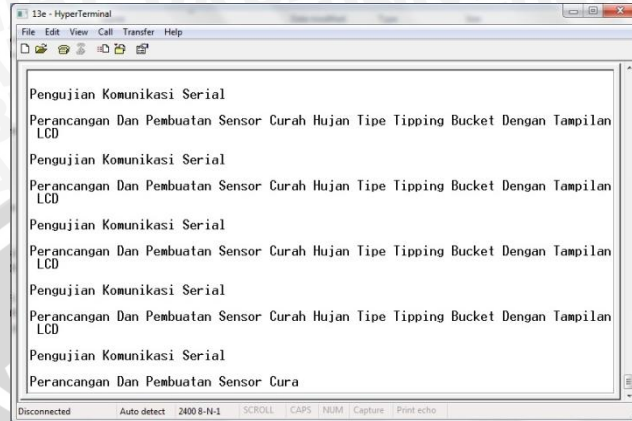 13e - HyperTerminal
File Edit View Call Transfer Help
Pengujian Komunikasi Serial
Perancangan Dan Pembuatan Sensor Curah Hujan Tipe Tipping Bucket Dengan Tampilan
LCD
Pengujian Komunikasi Serial
Perancangan Dan Pembuatan Sensor Curah Hujan Tipe Tipping Bucket Dengan Tampilan
LCD
Pengujian Komunikasi Serial
Perancangan Dan Pembuatan Sensor Curah Hujan Tipe Tipping Bucket Dengan Tampilan
LCD
Pengujian Komunikasi Serial
Perancangan Dan Pembuatan Sensor Curah Hujan Tipe Tipping Bucket Dengan Tampilan
LCD
Pengujian Komunikasi Serial
Perancangan Dan Pembuatan Sensor Cura
Disconnected Auto detect 2400 8-N-1 SCROLL CAPS NUM Capture Print echo